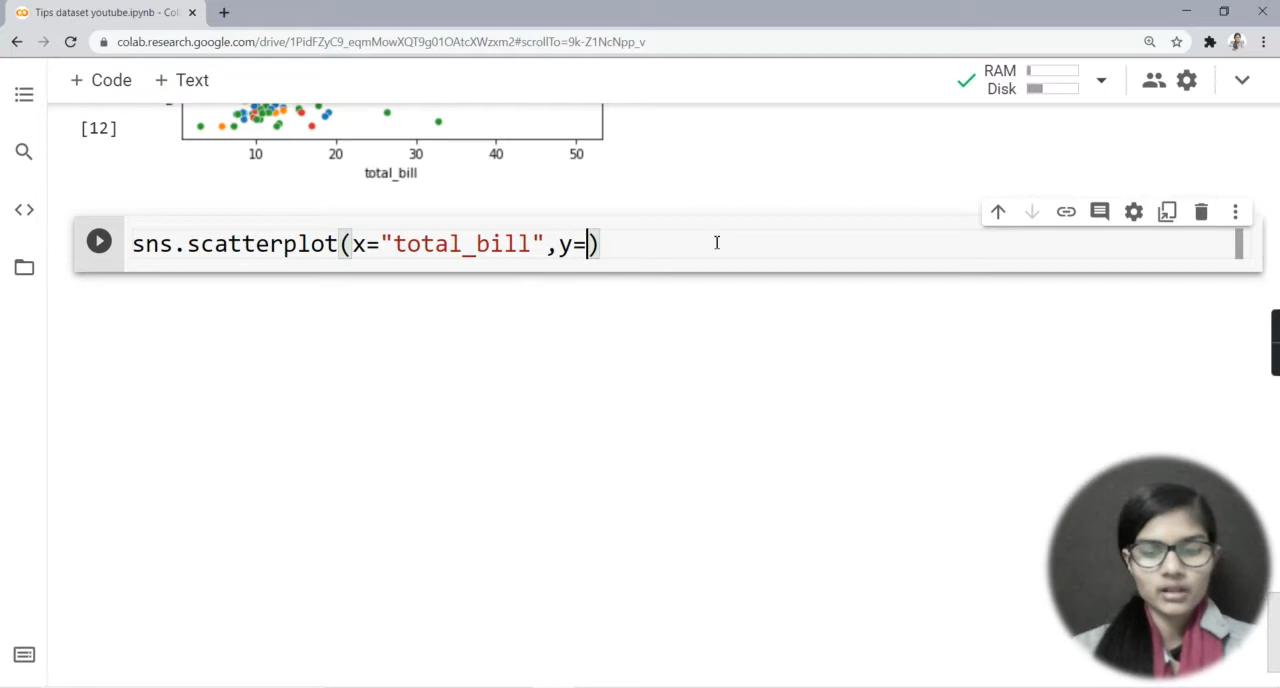 Tips dataset youtube.ipynb - Col
colab.research.google.com/drive/1PidFZyC9_eqmMowXQT9g01OAtcXWzxm2#scrollTo=9k-Z1NcNpp_v
+ Code + Text
RAM
Disk
[12]
10 20 30 40 50
total_bill
sns.scatterplot(x="total_bill",y=)